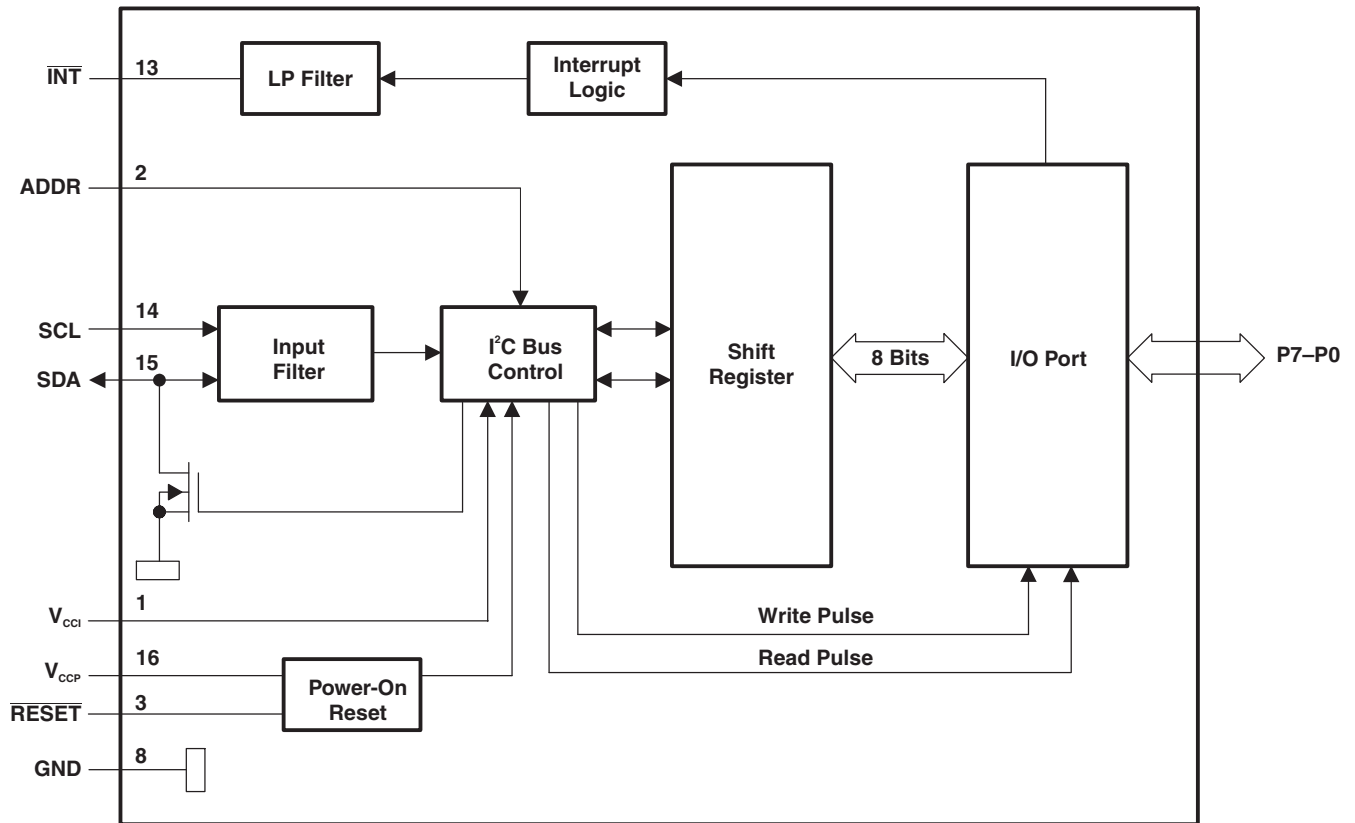 INT
13
LP Filter
Interrupt
Logic
ADDR
2
SCL
14
SDA
15
Input
Filter
I²C Bus
Control
Shift
Register
8 Bits
I/O Port
P7–P0
VCCI
1
Write Pulse
VCCP
16
Read Pulse
RESET
3
Power-On
Reset
GND
8